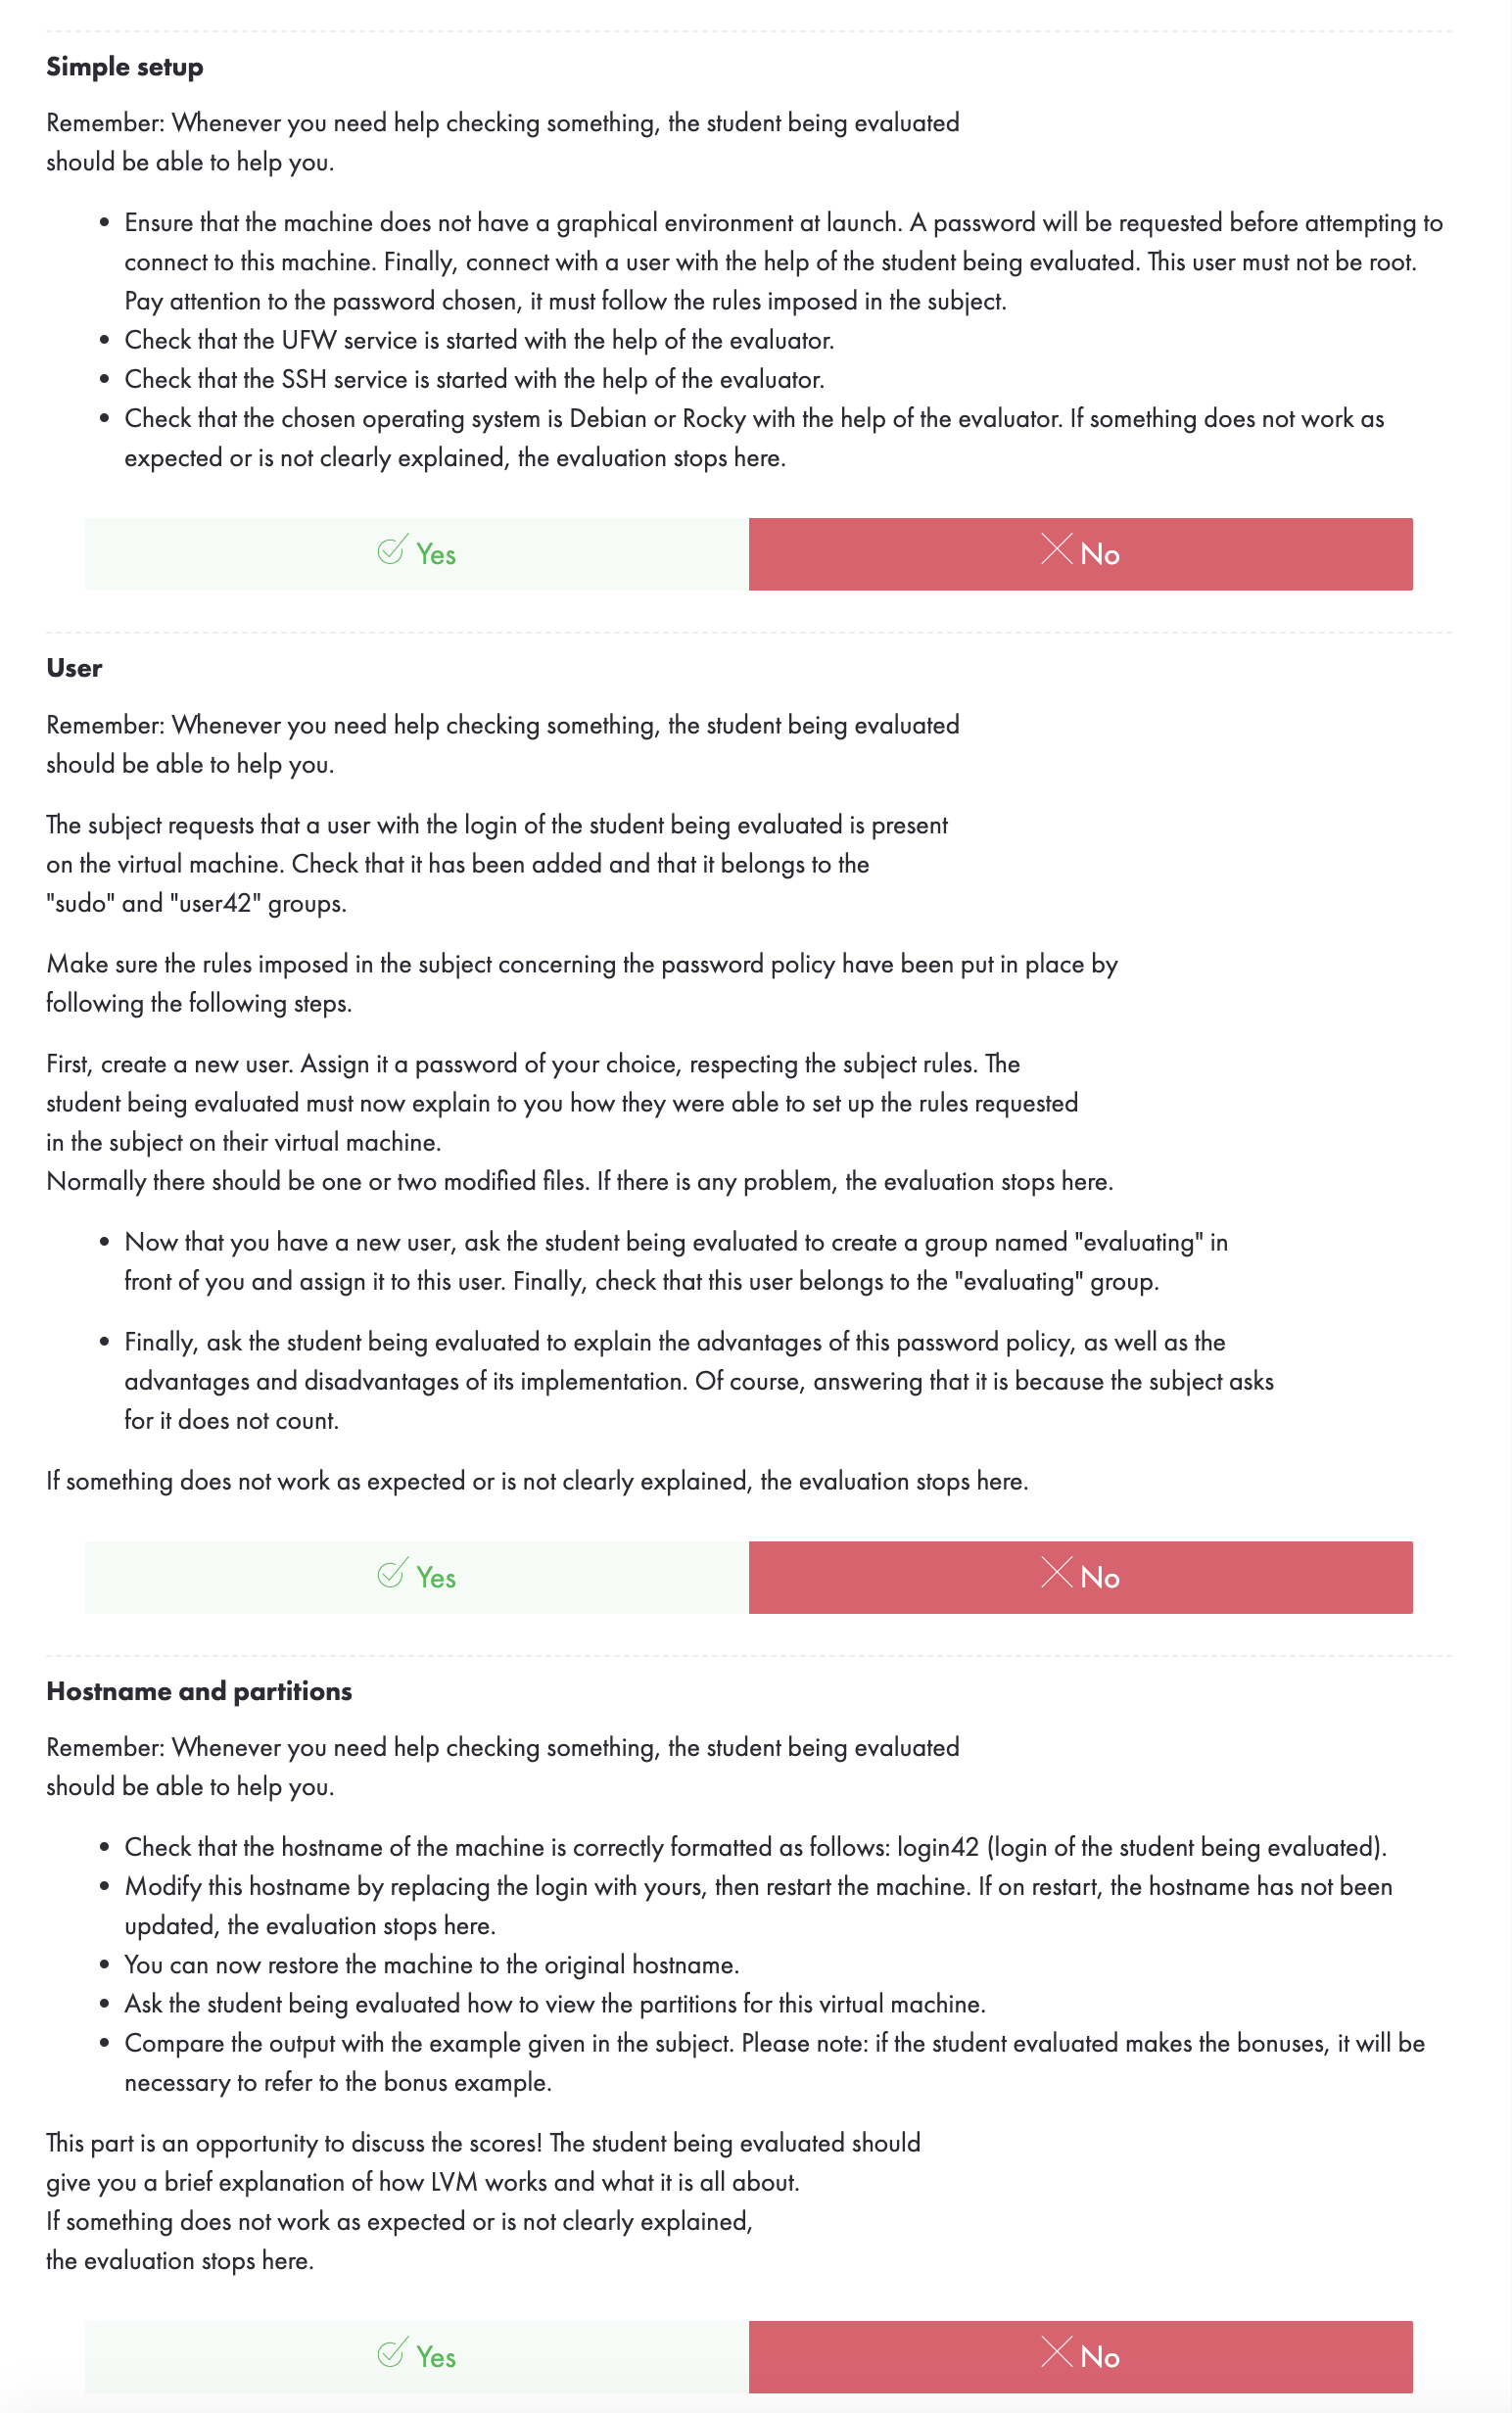 Simple setup
Remember: Whenever you need help checking something, the student being evaluated
should be able to help you.
Ensure that the machine does not have a graphical environment at launch. A password will be requested before attempting to
connect to this machine. Finally, connect with a user with the help of the student being evaluated. This user must not be root.
Pay attention to the password chosen, it must follow the rules imposed in the subject.
Check that the UFW service is started with the help of the evaluator.
Check that the SSH service is started with the help of the evaluator.
Check that the chosen operating system is Debian or Rocky with the help of the evaluator. If something does not work as
expected or is not clearly explained, the evaluation stops here.
Yes
No
User
Remember: Whenever you need help checking something, the student being evaluated
should be able to help you.
The subject requests that a user with the login of the student being evaluated is present
on the virtual machine. Check that it has been added and that it belongs to the
"sudo" and "user42" groups.
Make sure the rules imposed in the subject concerning the password policy have been put in place by
following the following steps.
First, create a new user. Assign it a password of your choice, respecting the subject rules. The
student being evaluated must now explain to you how they were able to set up the rules requested
in the subject on their virtual machine.
Normally there should be one or two modified files. If there is any problem, the evaluation stops here.
Now that you have a new user, ask the student being evaluated to create a group named "evaluating" in
front of you and assign it to this user. Finally, check that this user belongs to the "evaluating" group.
Finally, ask the student being evaluated to explain the advantages of this password policy, as well as the
advantages and disadvantages of its implementation. Of course, answering that it is because the subject asks
for it does not count.
If something does not work as expected or is not clearly explained, the evaluation stops here.
Yes
No
Hostname and partitions
Remember: Whenever you need help checking something, the student being evaluated
should be able to help you.
Check that the hostname of the machine is correctly formatted as follows: login42 (login of the student being evaluated).
Modify this hostname by replacing the login with yours, then restart the machine. If on restart, the hostname has not been
updated, the evaluation stops here.
You can now restore the machine to the original hostname.
Ask the student being evaluated how to view the partitions for this virtual machine.
Compare the output with the example given in the subject. Please note: if the student evaluated makes the bonuses, it will be
necessary to refer to the bonus example.
This part is an opportunity to discuss the scores! The student being evaluated should
give you a brief explanation of how LVM works and what it is all about.
If something does not work as expected or is not clearly explained,
the evaluation stops here.
Yes
No